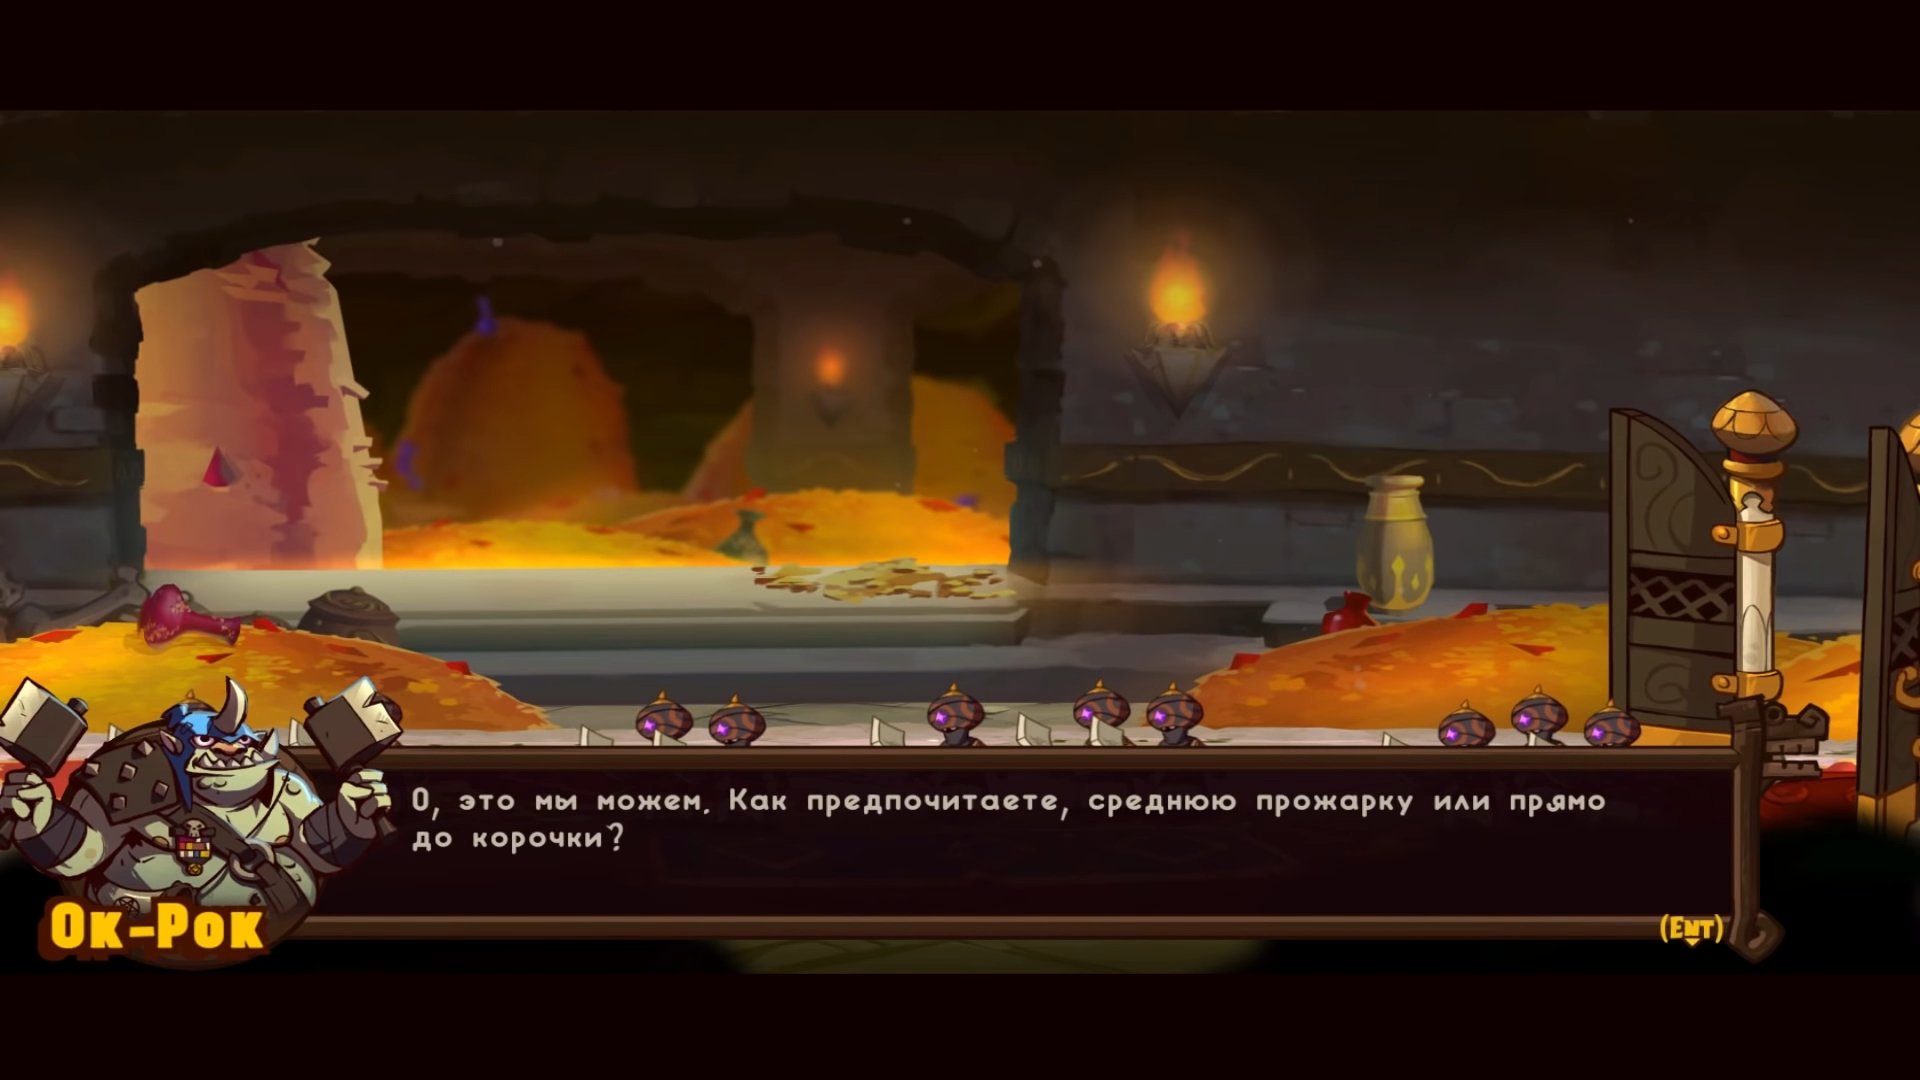 О, это мы можем. Как предпочитаете, среднюю прожарку или прямо
до корочки?
Ок-Рок
(Ent)